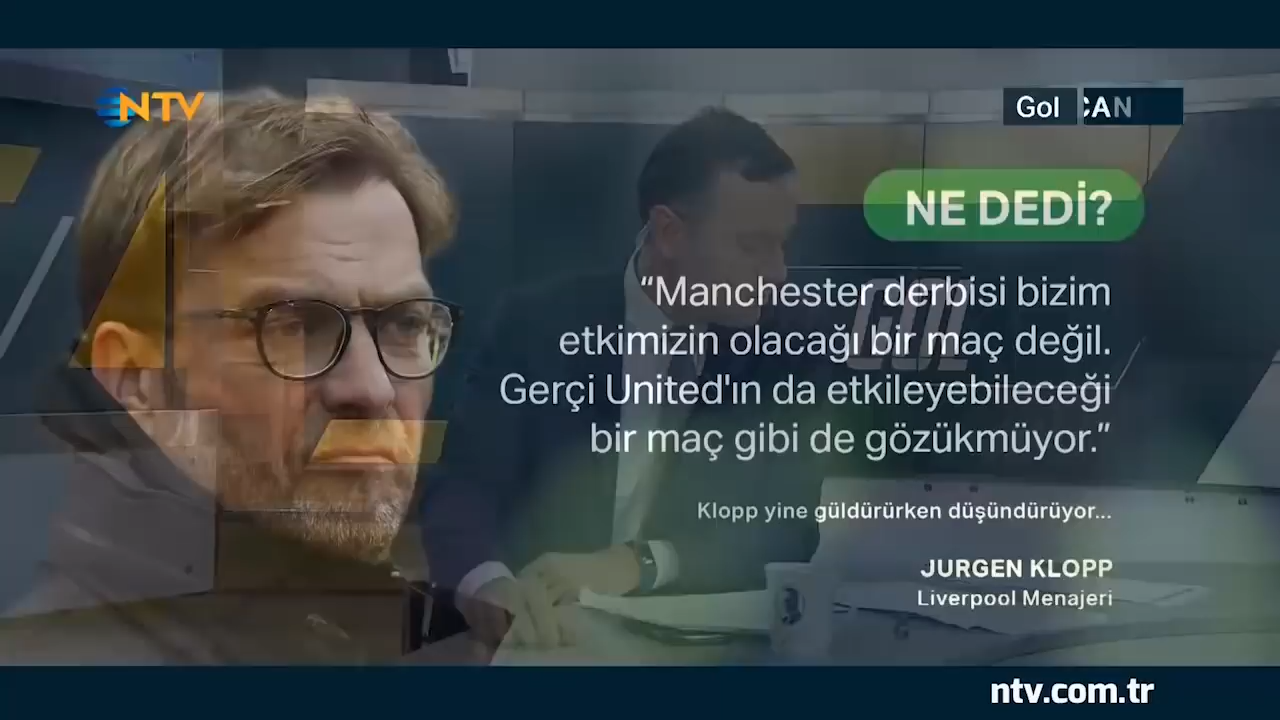 NTV
Gol
CAN
NE DEDİ?
“Manchester derbisi bizim
etkimizin olacağı bir maç değil.
Gerçi United'ın da etkileyebileceği
bir maç gibi de gözükmüyor.”
Klopp yine güldürürken düşündürüyor...
JURGEN KLOPP
Liverpool Menajeri
GOL
ntv.com.tr